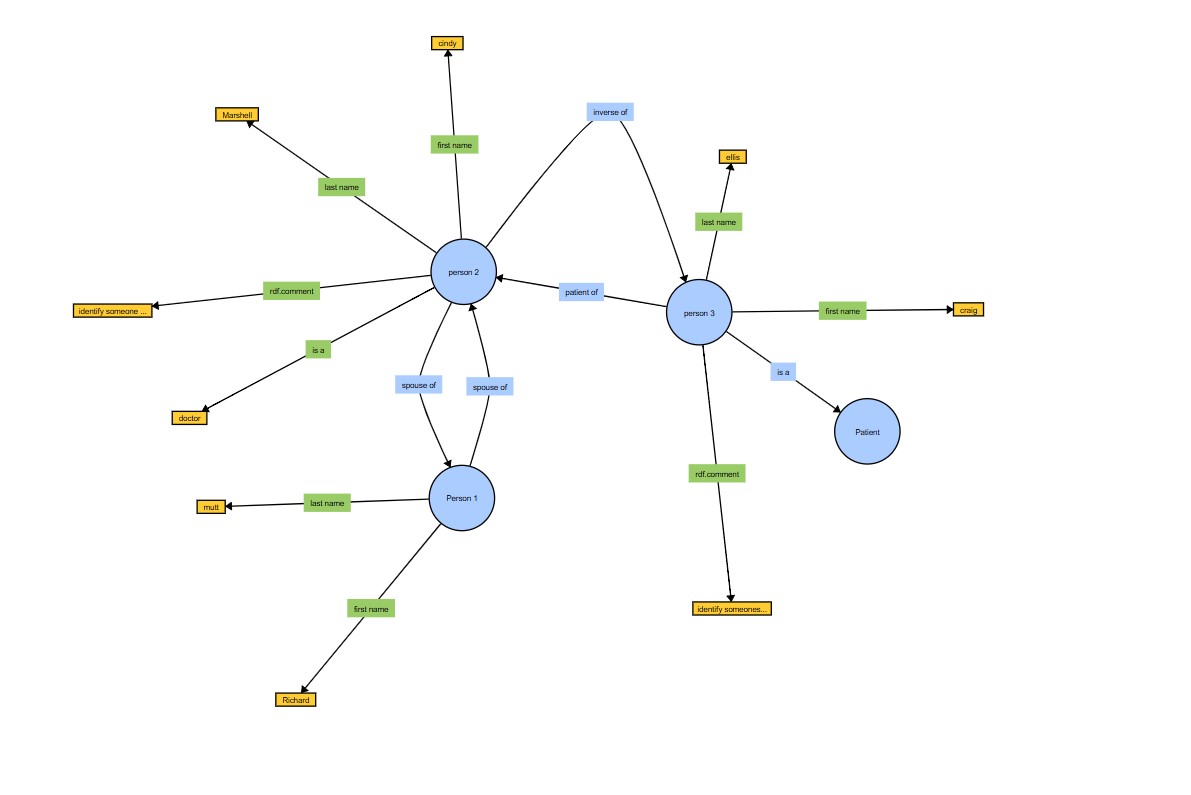 cindy
Marshell
inverse of
first name
ellis
last name
last name
person 2
rdf.comment
patient of
identify someone ...
person 3
first name
craig
is a
is a
spouse of
spouse of
doctor
Patient
rdf.comment
Person 1
last name
mutt
first name
identify someones...
Richard